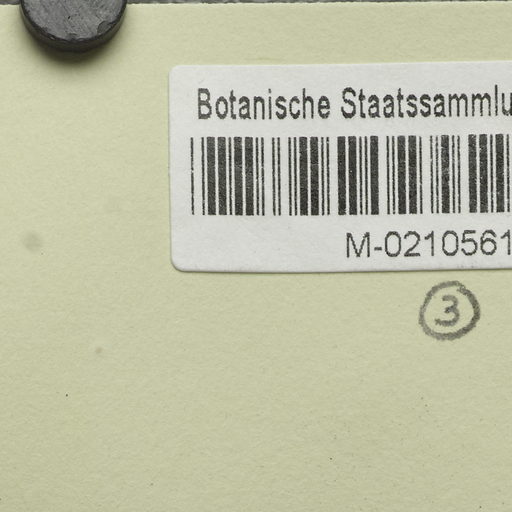 Botanische Staatssammlu
M-0210561
3